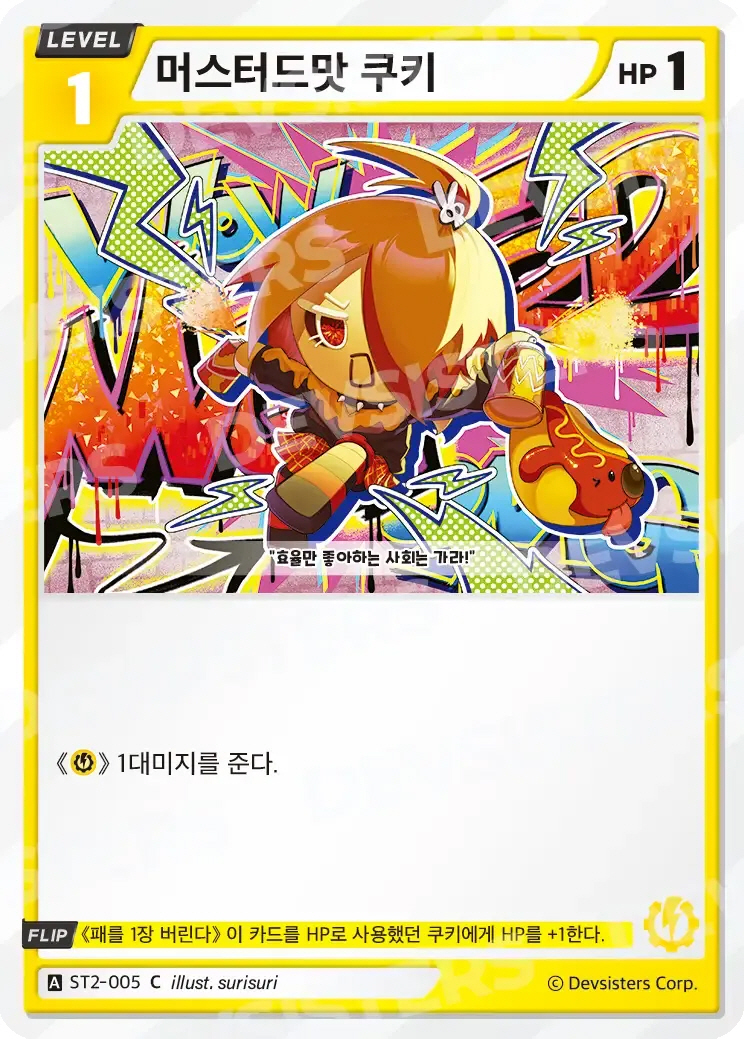 LEVEL
1
머스터드맛 쿠키
HP 1
"효율만 좋아하는 사회는 가라!"
《 》 1대미지를 준다.
FLIP 《패를 1장 버린다》 이 카드를 HP로 사용했던 쿠키에게 HP를 +1한다.
A ST2-005 C illust. surisuri
© Devsisters Corp.
DEVSISTERS